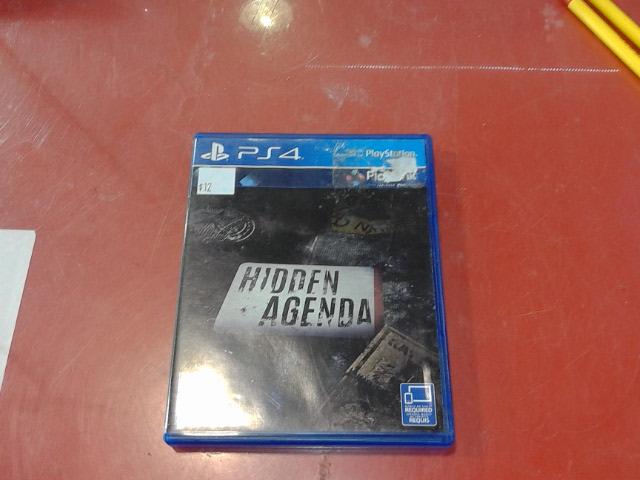 PS4
PlayStation
$12
HIDDEN
AGENDA
REQUIRED
REQUIS